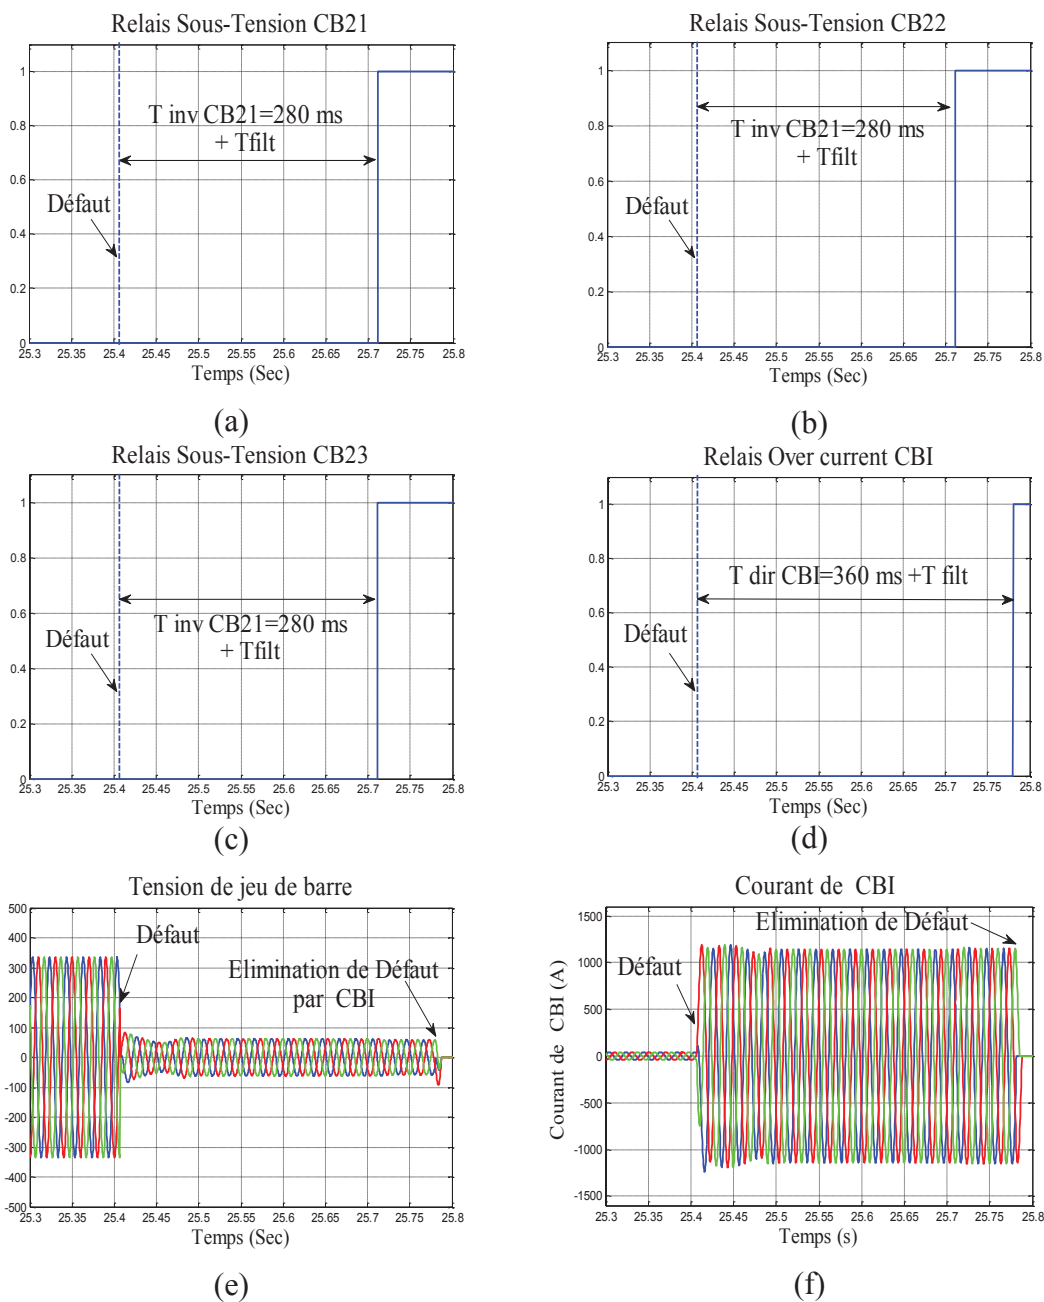 Relais Sous-Tension CB21
1
0.8
0.6
0.4
0.2
0
T inv CB21=280 ms
+ Tfilt
Défaut
25.3 25.35 25.4 25.45 25.5 25.55 25.6 25.65 25.7 25.75 25.8
Temps (Sec)
(a)
Relais Sous-Tension CB22
1
0.8
0.6
0.4
0.2
0
T inv CB21=280 ms
+ Tfilt
Défaut
25.3 25.35 25.4 25.45 25.5 25.55 25.6 25.65 25.7 25.75 25.8
Temps (Sec)
(b)
Relais Sous-Tension CB23
1
0.8
0.6
0.4
0.2
0
T inv CB21=280 ms
+ Tfilt
Défaut
25.3 25.35 25.4 25.45 25.5 25.55 25.6 25.65 25.7 25.75 25.8
Temps (Sec)
(c)
Relais Over current CBI
1
0.8
0.6
0.4
0.2
0
T dir CBI=360 ms +T filt
Défaut
25.3 25.35 25.4 25.45 25.5 25.55 25.6 25.65 25.7 25.75 25.8
Temps (Sec)
(d)
Tension de jeu de barre
500
400
300
200
100
0
-100
-200
-300
-400
-500
Défaut
Elimination de Défaut
par CBI
25.3 25.35 25.4 25.45 25.5 25.55 25.6 25.65 25.7 25.75 25.8
Temps (Sec)
(e)
Courant de CBI
Courant de CBI (A)
1500
1000
500
0
-500
-1000
-1500
Elimination de Défaut
Défaut
25.3 25.35 25.4 25.45 25.5 25.55 25.6 25.65 25.7 25.75 25.8
Temps (s)
(f)